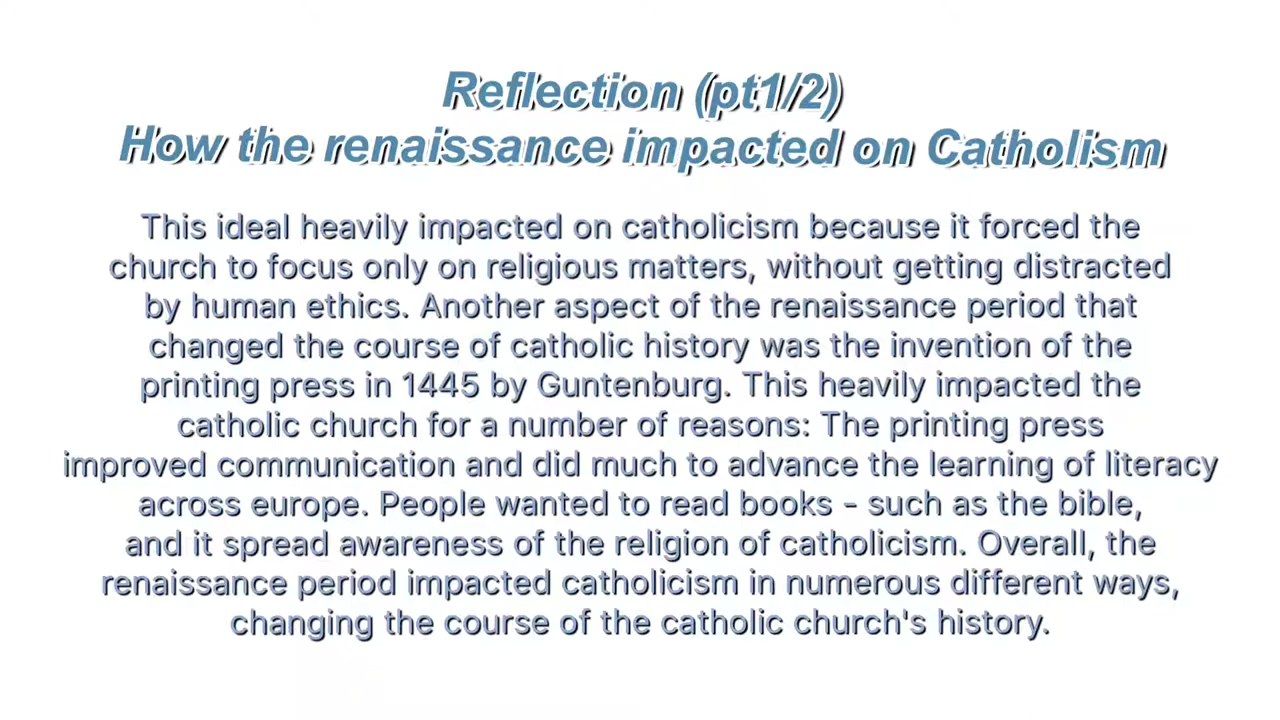 Reflection (pt1/2)
How the renaissance impacted on Catholism
This ideal heavily impacted on catholicism because it forced the
church to focus only on religious matters, without getting distracted
by human ethics. Another aspect of the renaissance period that
changed the course of catholic history was the invention of the
printing press in 1445 by Guntenburg. This heavily impacted the
catholic church for a number of reasons: The printing press
improved communication and did much to advance the learning of literacy
across europe. People wanted to read books - such as the bible,
and it spread awareness of the religion of catholicism. Overall, the
renaissance period impacted catholicism in numerous different ways,
changing the course of the catholic church's history.